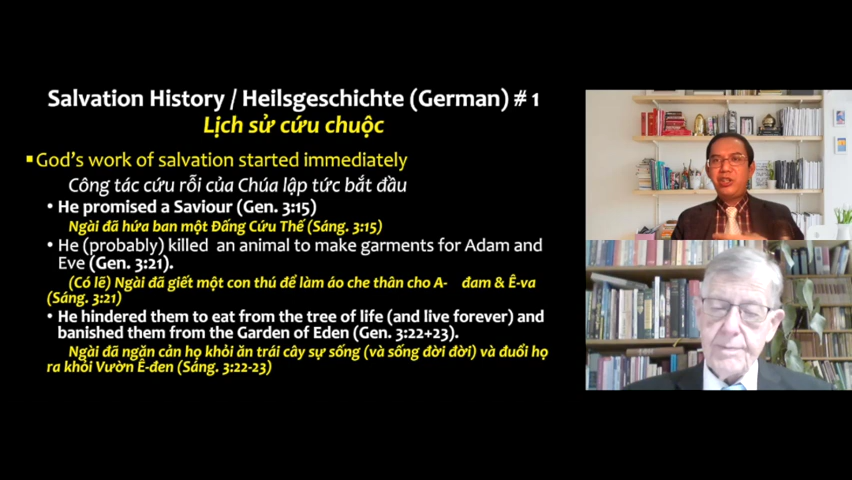 Salvation History / Heilsgeschichte (German) # 1
Lịch sử cứu chuộc
▪God's work of salvation started immediately
Công tác cứu rỗi của Chúa lập tức bắt đầu
• He promised a Saviour (Gen. 3:15)
Ngài đã hứa ban một Đấng Cứu Thế (Sáng. 3:15)
• He (probably) killed an animal to make garments for Adam and
Eve (Gen. 3:21).
(Có lẽ) Ngài đã giết một con thú để làm áo che thân cho A- đam & Ê-va
(Sáng. 3:21)
• He hindered them to eat from the tree of life (and live forever) and
banished them from the Garden of Eden (Gen. 3:22+23).
Ngài đã ngăn cản họ khỏi ăn trái cây sự sống (và sống đời đời) và đuổi họ
ra khỏi Vườn Ê-đen (Sáng. 3:22-23)